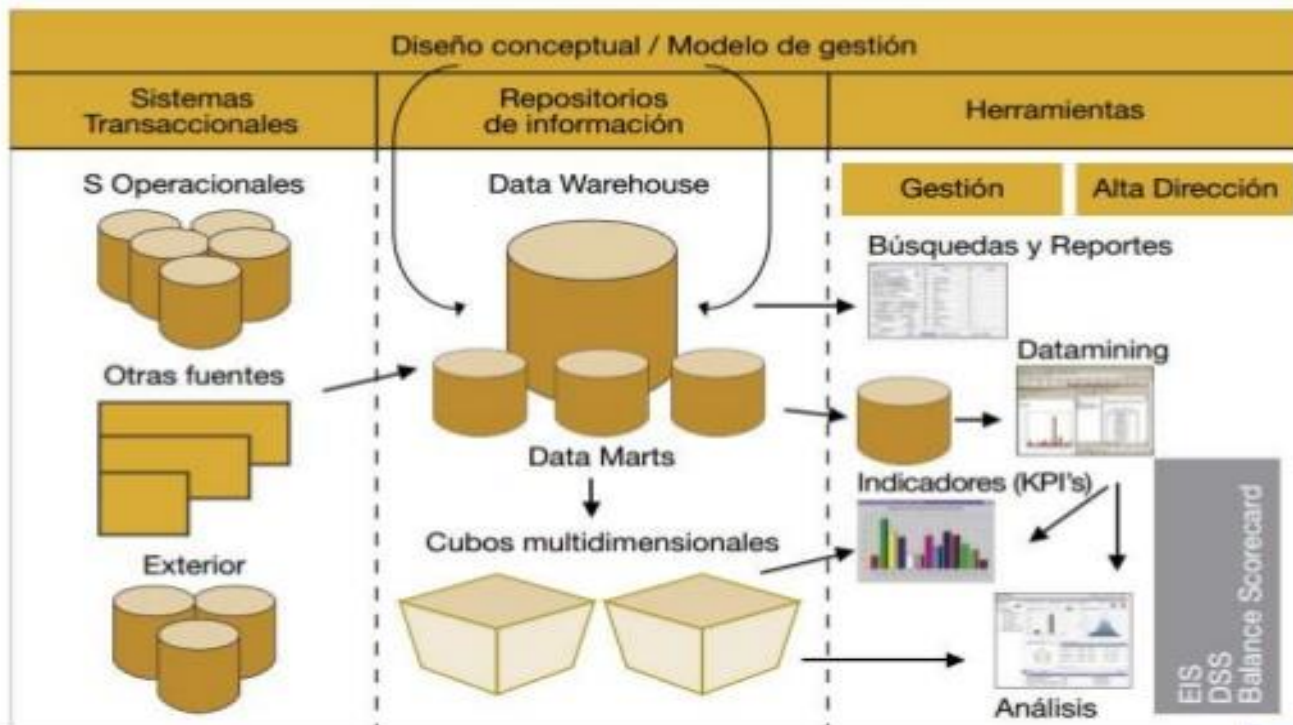 Diseño conceptual / Modelo de gestión
Sistemas
Transaccionales
Repositorios
de información
Herramientas
S Operacionales
Otras fuentes
Exterior
Data Warehouse
Data Marts
Cubos multidimensionales
Gestión
Alta Dirección
Búsquedas y Reportes
Datamining
Indicadores (KPI's)
Análisis
EIS
DSS
Balance Scorecard